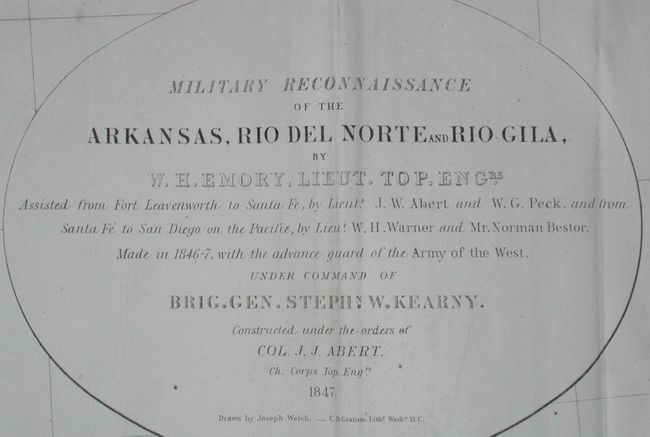 MILITARY RECONNAISSANCE
OF THE
ARKANSAS, RIO DEL NORTE AND RIO GILA,
BY
W. H. EMORY, LIEUT. TOP. ENGRS
Assisted from Fort Leavenworth to Santa Fe, by Lieuts. J. W. Abert and W. G. Peck, and from
Santa Fé to San Diego on the Pacific, by Lieut. W. H. Warner and Mr. Norman Bestor.
Made in 1846-7, with the advance guard of the Army of the West,
UNDER COMMAND OF
BRIG. GEN. STEPHN. W. KEARNY.
Constructed under the orders of
COL. J. J. ABERT.
Ch. Corps Top. Engrs
1847.
Drawn by Joseph Welch. — C. B. Graham, Lithr. Washn. D. C.